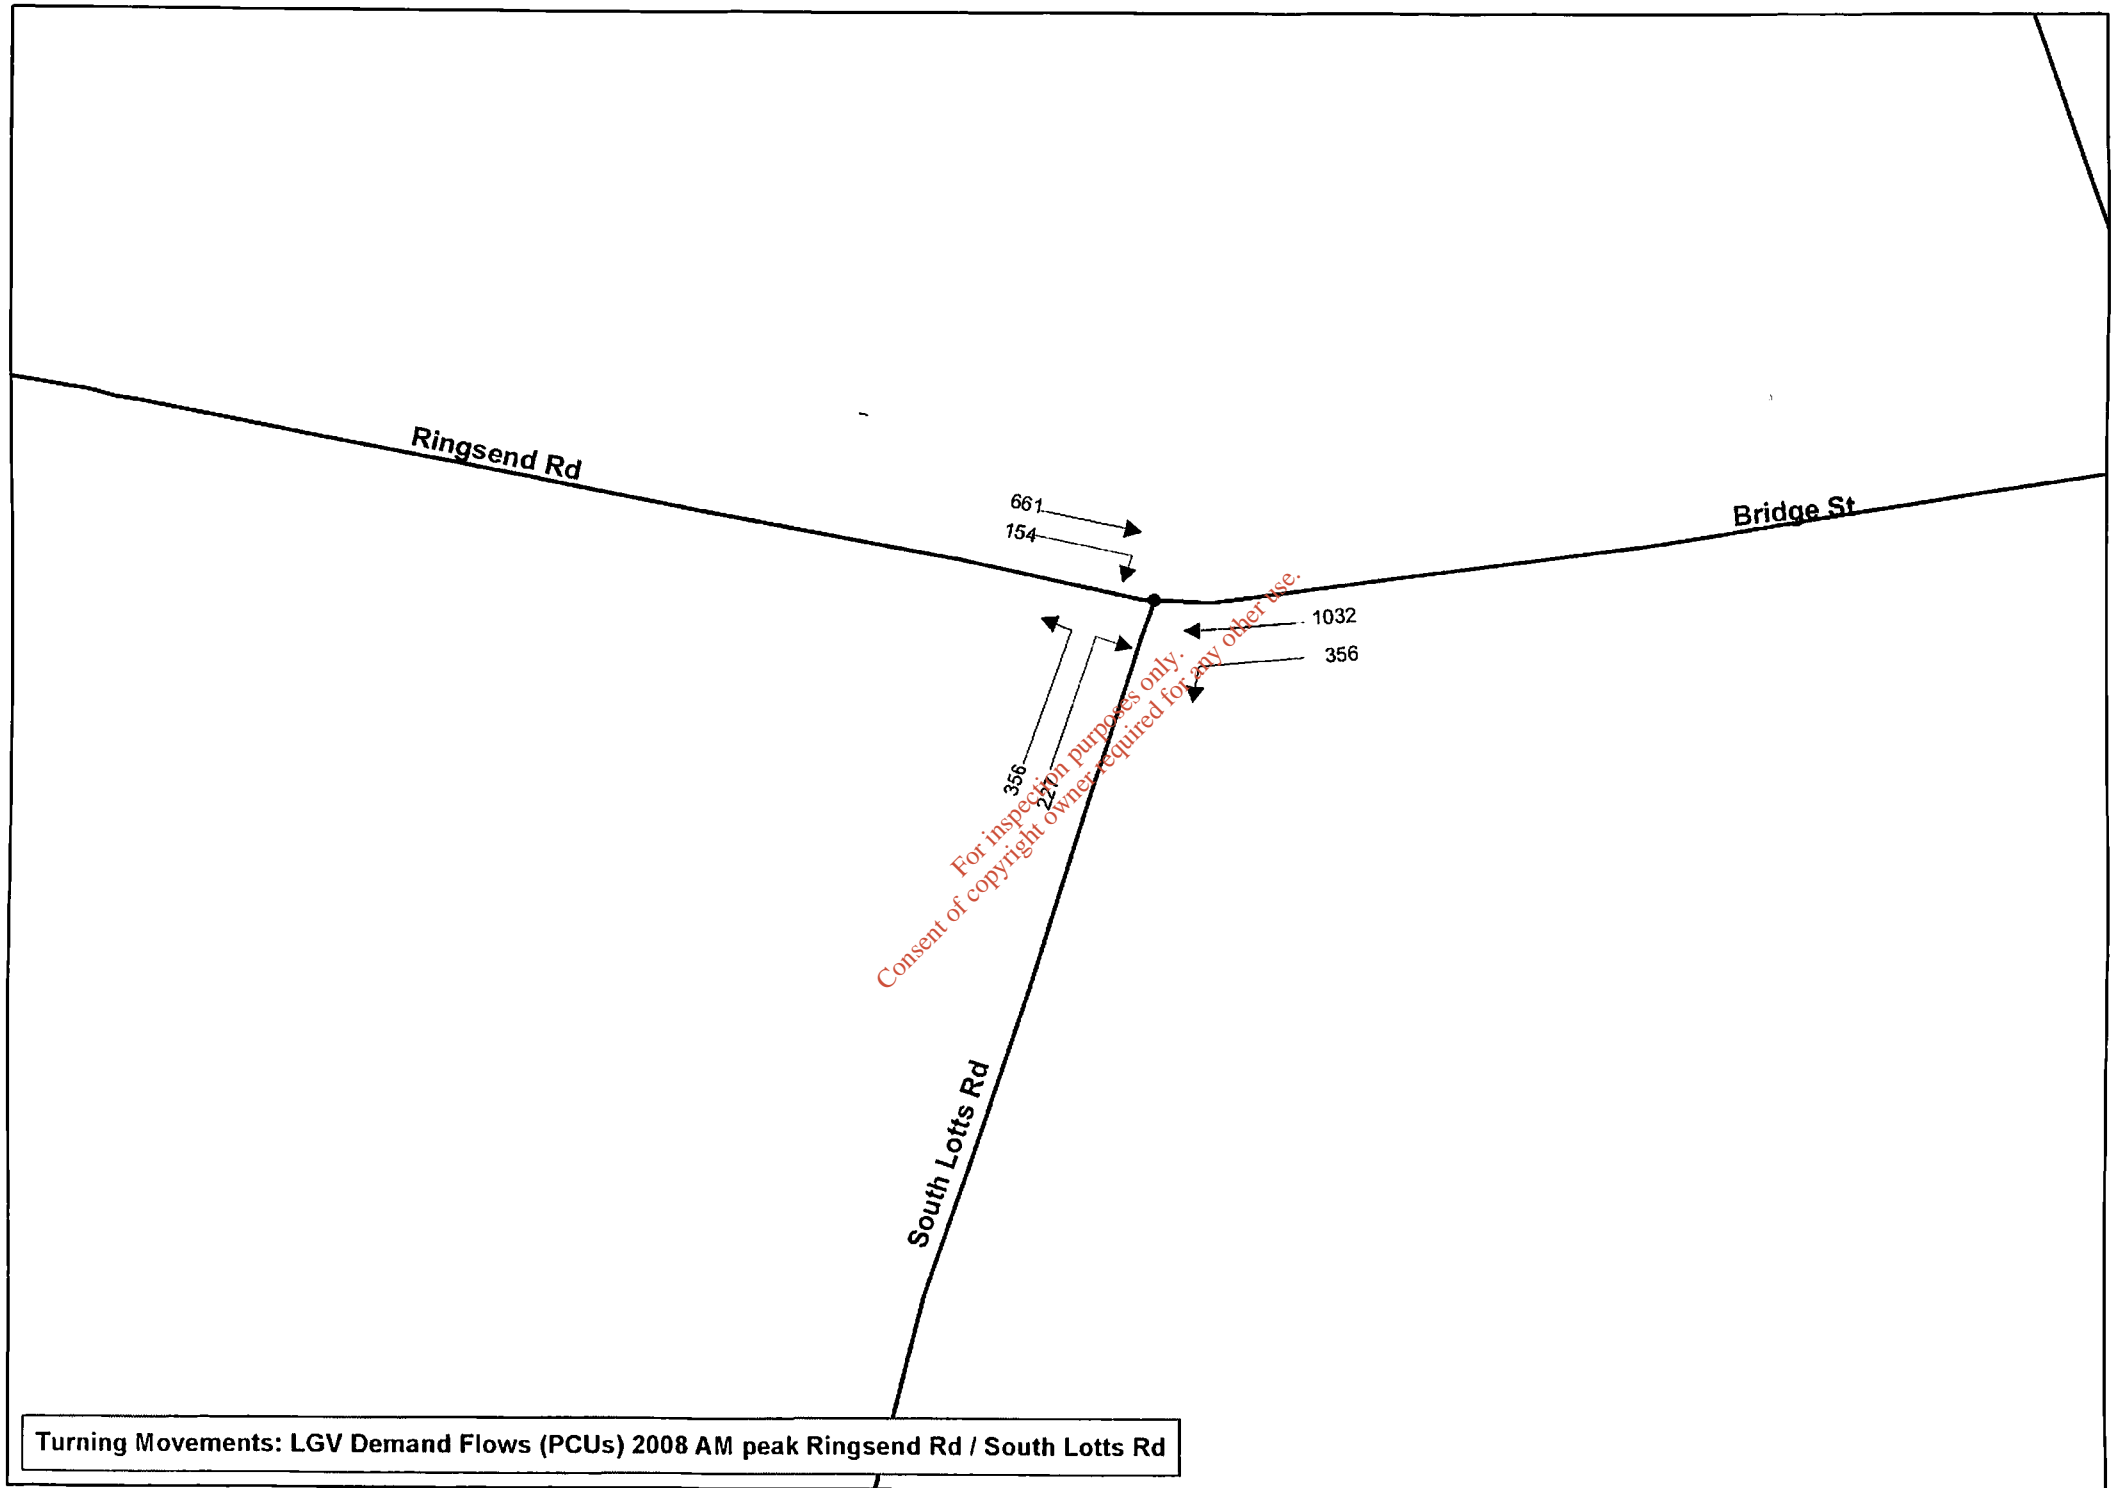 Ringsend Rd
Bridge St
661
154
1032
356
356
221
For inspection purposes only.
Consent of copyright owner required for any other use.
South Lotts Rd
Turning Movements: LGV Demand Flows (PCUs) 2008 AM peak Ringsend Rd / South Lotts Rd